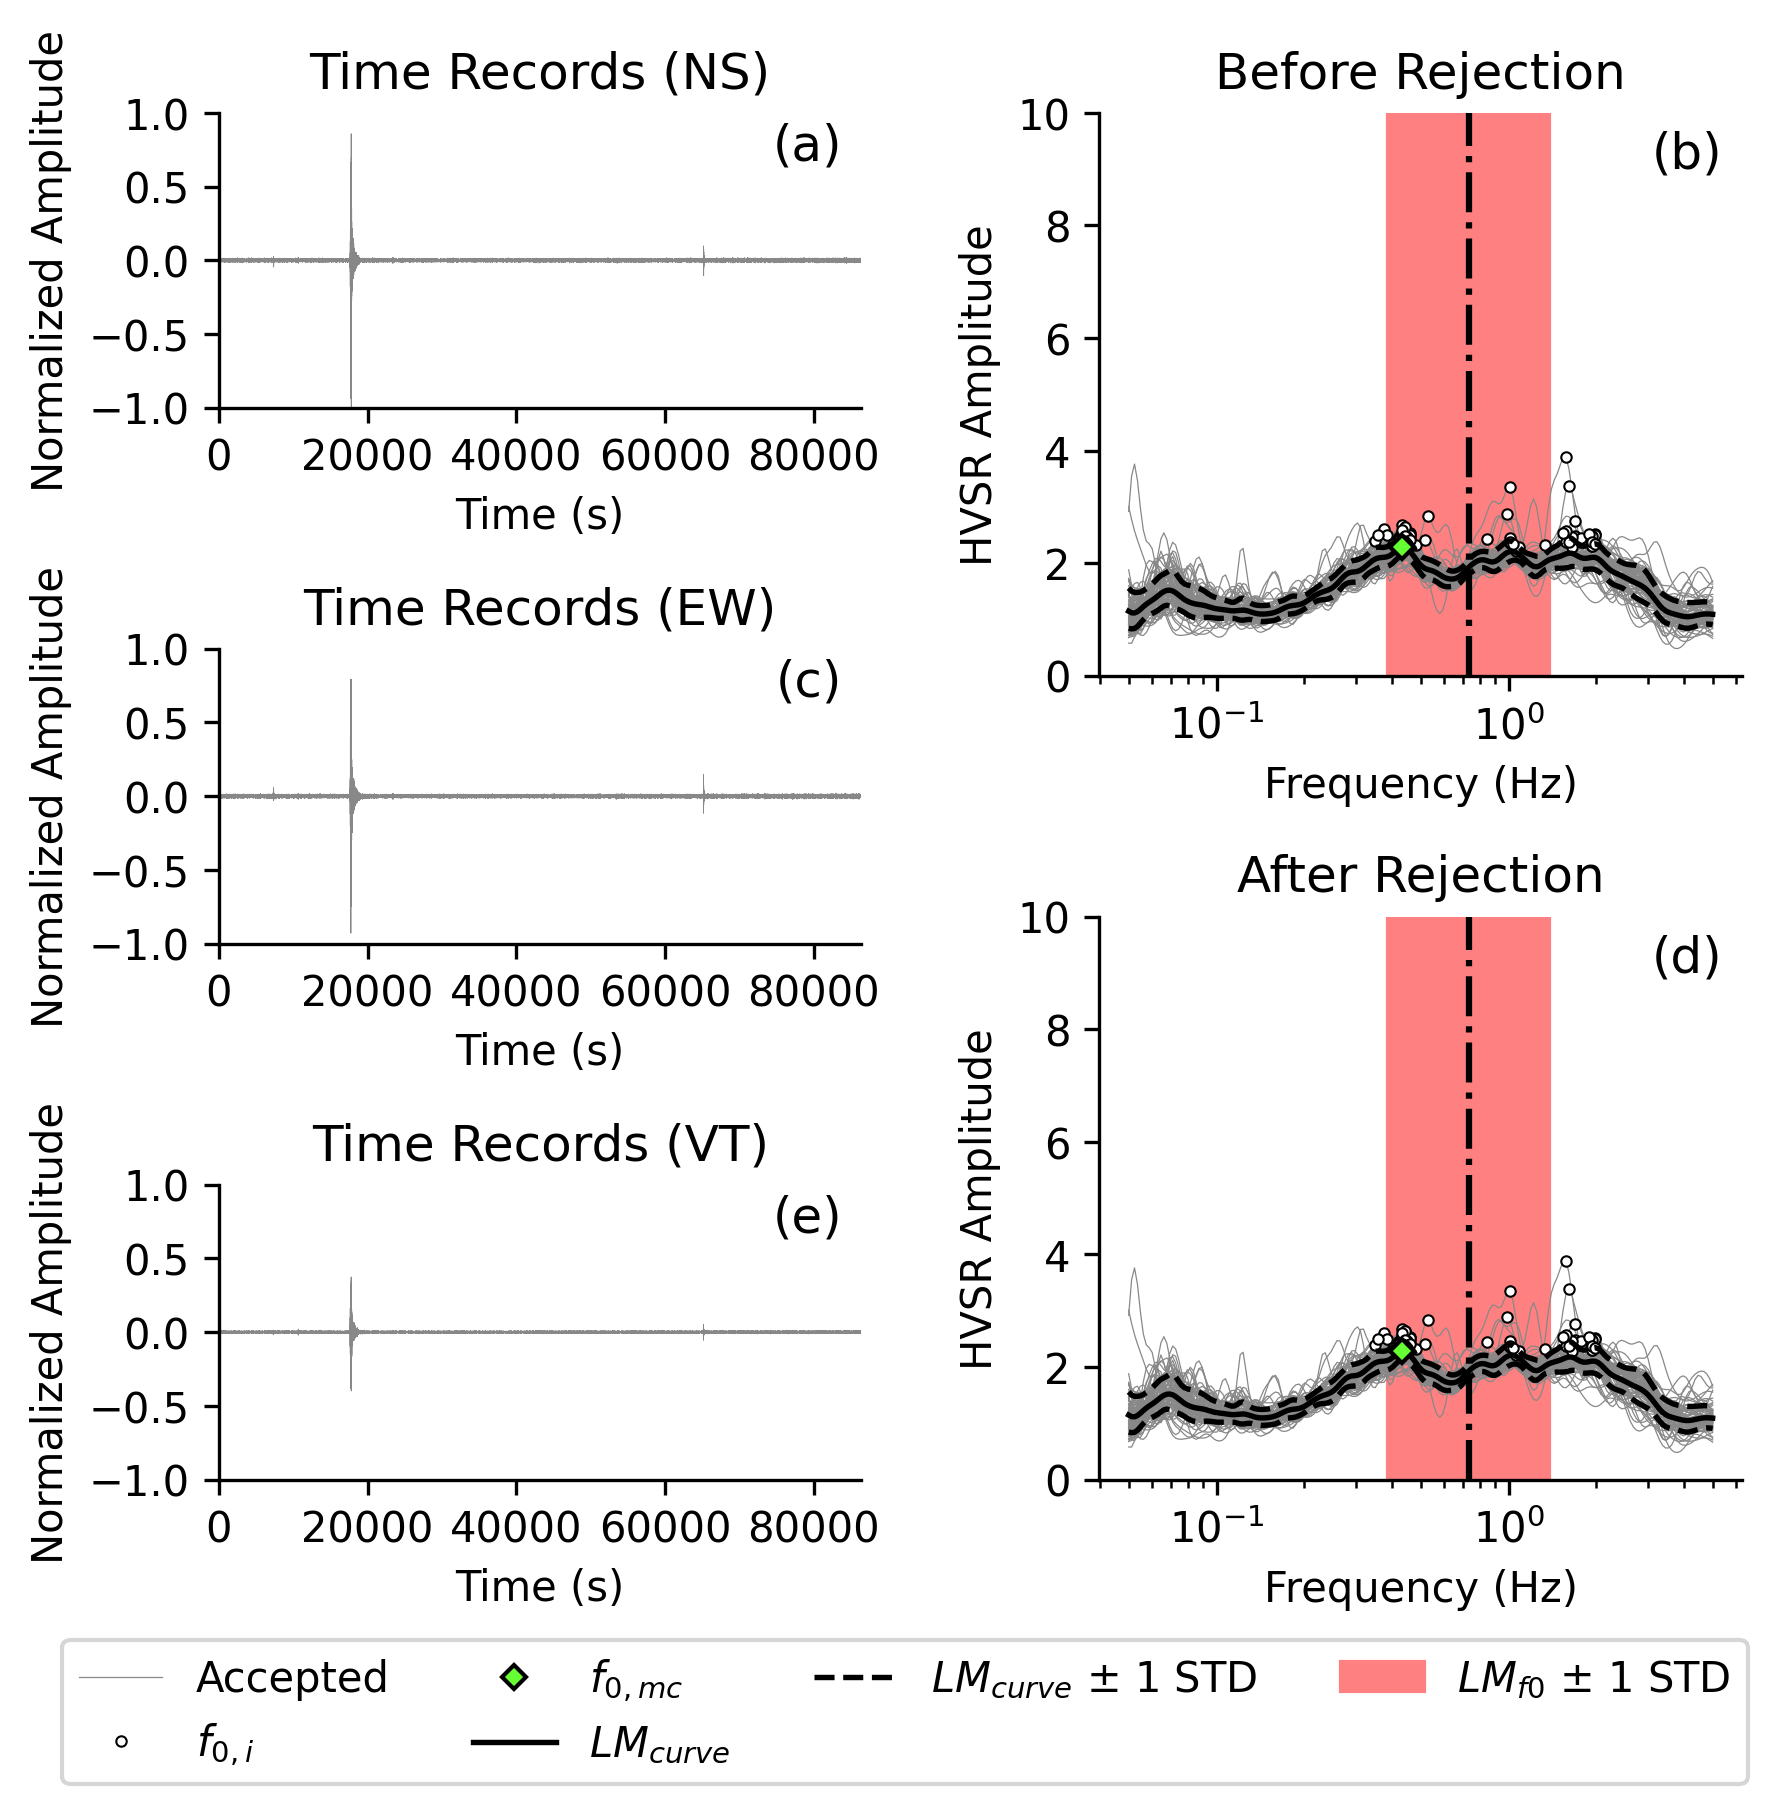 Time Records (NS)
(a)
Normalized Amplitude
1.0
0.5
0.0
−0.5
−1.0
0 20000 40000 60000 80000
Time (s)
Before Rejection
(b)
HVSR Amplitude
10
8
6
4
2
0
10⁻¹ 10⁰
Frequency (Hz)
Time Records (EW)
(c)
Normalized Amplitude
1.0
0.5
0.0
−0.5
−1.0
0 20000 40000 60000 80000
Time (s)
After Rejection
(d)
HVSR Amplitude
10
8
6
4
2
0
10⁻¹ 10⁰
Frequency (Hz)
Time Records (VT)
(e)
Normalized Amplitude
1.0
0.5
0.0
−0.5
−1.0
0 20000 40000 60000 80000
Time (s)
Accepted f0,mc LMcurve ± 1 STD LMf0 ± 1 STD
f0,i LMcurve